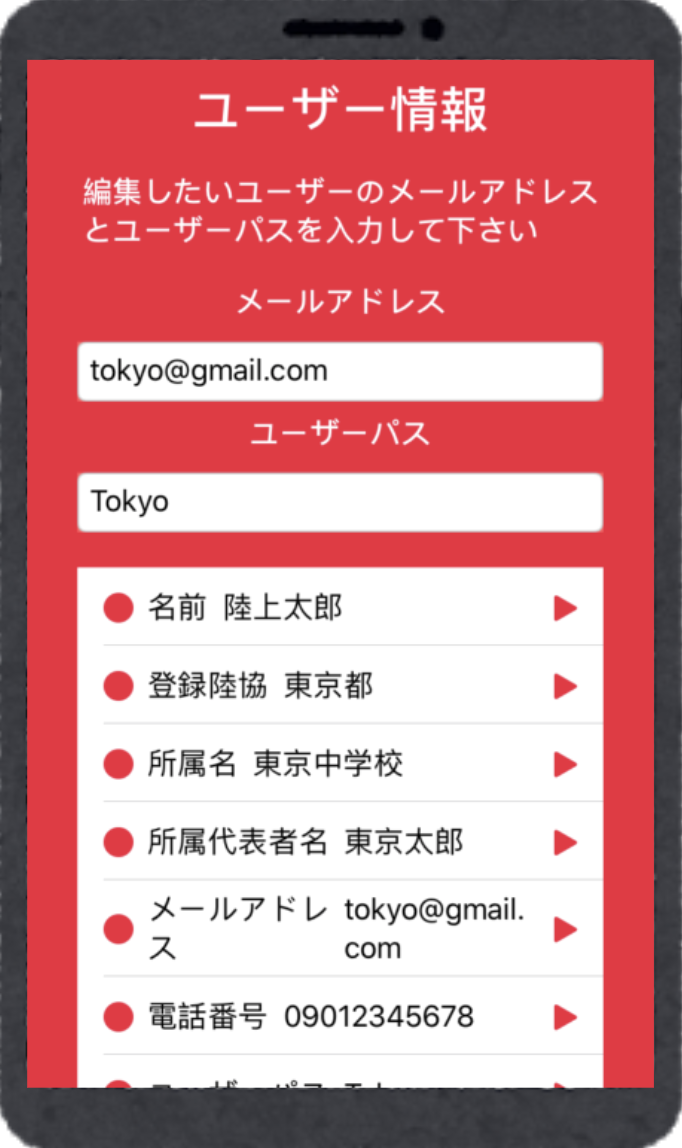 ユーザー情報
編集したいユーザーのメールアドレス
とユーザーパスを入力して下さい
メールアドレス
tokyo@gmail.com
ユーザーパス
Tokyo
名前 陸上太郎
登録陸協 東京都
所属名 東京中学校
所属代表者名 東京太郎
メールアドレス tokyo@gmail.com
電話番号 09012345678